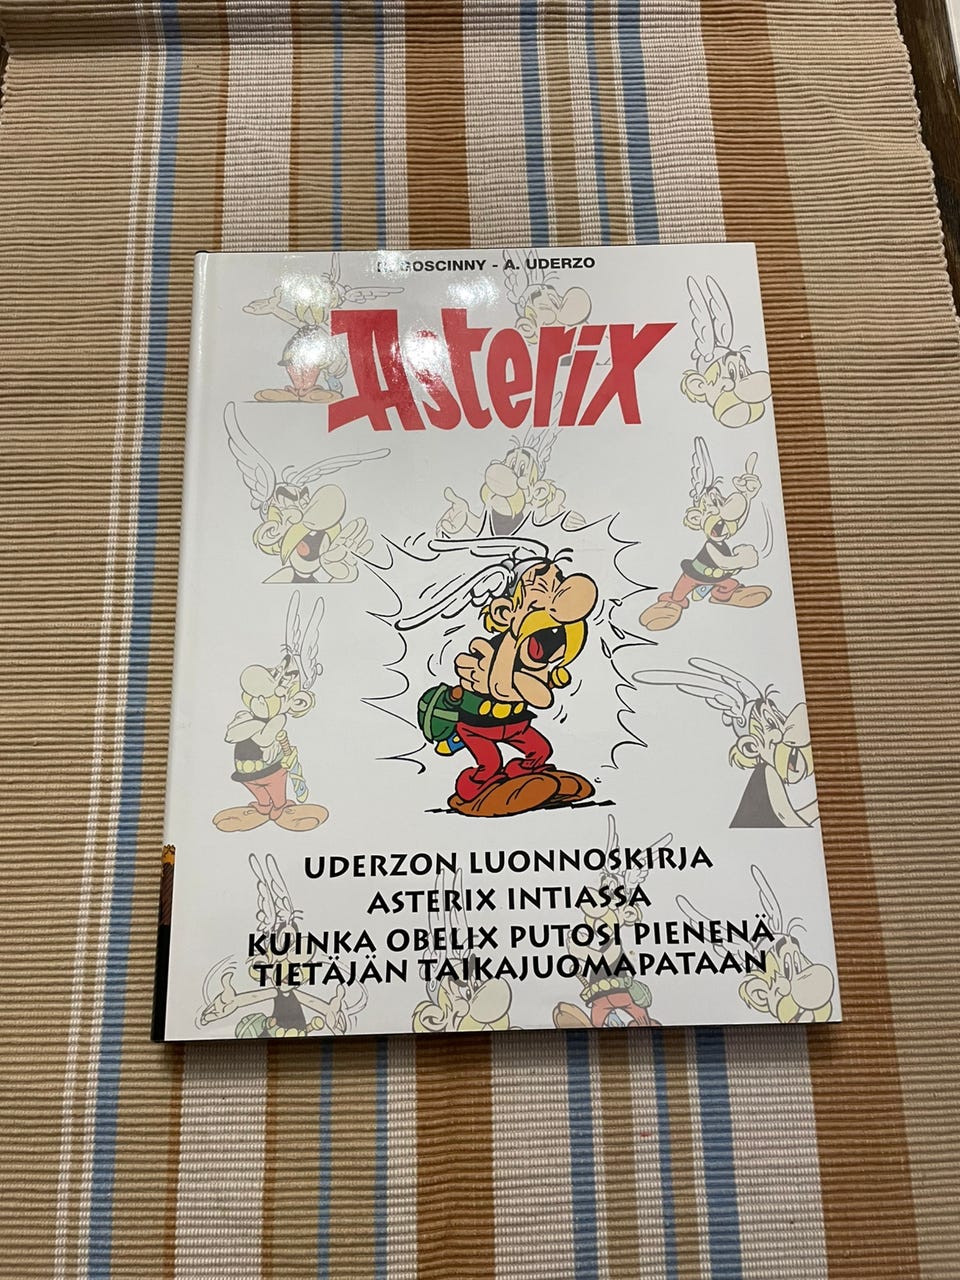 R. GOSCINNY - A. UDERZO
Asterix
UDERZON LUONNOSKIRJA
ASTERIX INTIASSA
KUINKA OBELIX PUTOSI PIENENÄ
TIETÄJÄN TAIKAJUOMAPATAAN